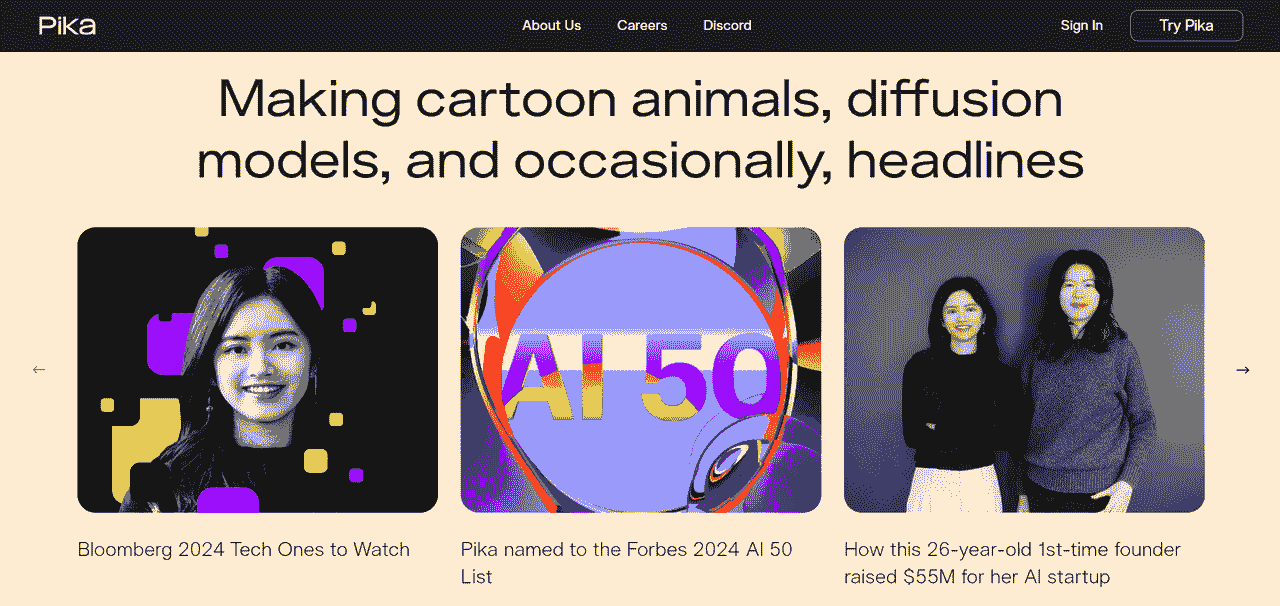 Pika
About Us
Careers
Discord
Sign In
Try Pika
Making cartoon animals, diffusion
models, and occasionally, headlines
←
→
AI 50
Bloomberg 2024 Tech Ones to Watch
Pika named to the Forbes 2024 AI 50
List
How this 26-year-old 1st-time founder
raised $55M for her AI startup